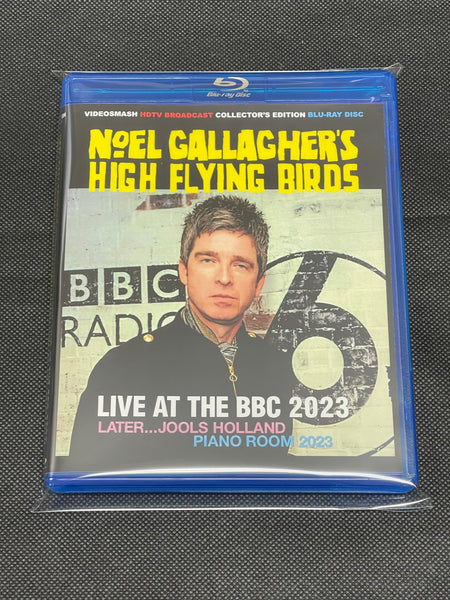 Blu-ray Disc
VIDEOSMASH HDTV BROADCAST COLLECTOR'S EDITION BLU-RAY DISC
NOEL GALLAGHER'S
HIGH FLYING BIRDS
BBC
RADIO
6
LIVE AT THE BBC 2023
LATER...JOOLS HOLLAND
PIANO ROOM 2023